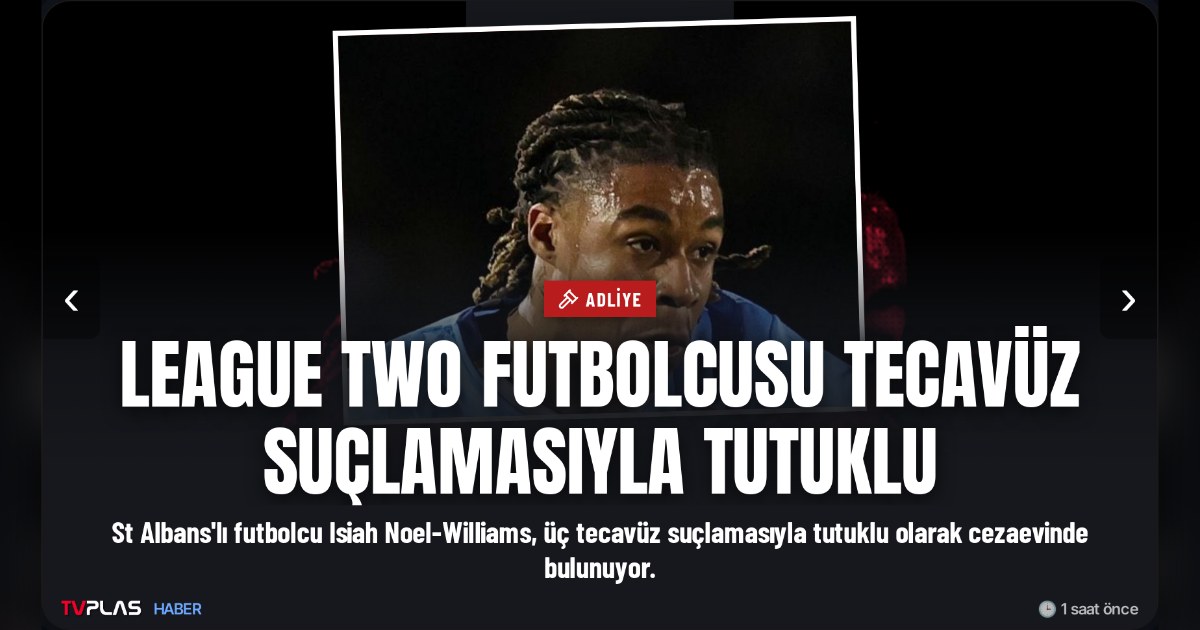 ADLİYE
LEAGUE TWO FUTBOLCUSU TECAVÜZ
SUÇLAMASIYLA TUTUKLU
St Albans'lı futbolcu Isiah Noel-Williams, üç tecavüz suçlamasıyla tutuklu olarak cezaevinde
bulunuyor.
TVPLAS HABER
1 saat önce